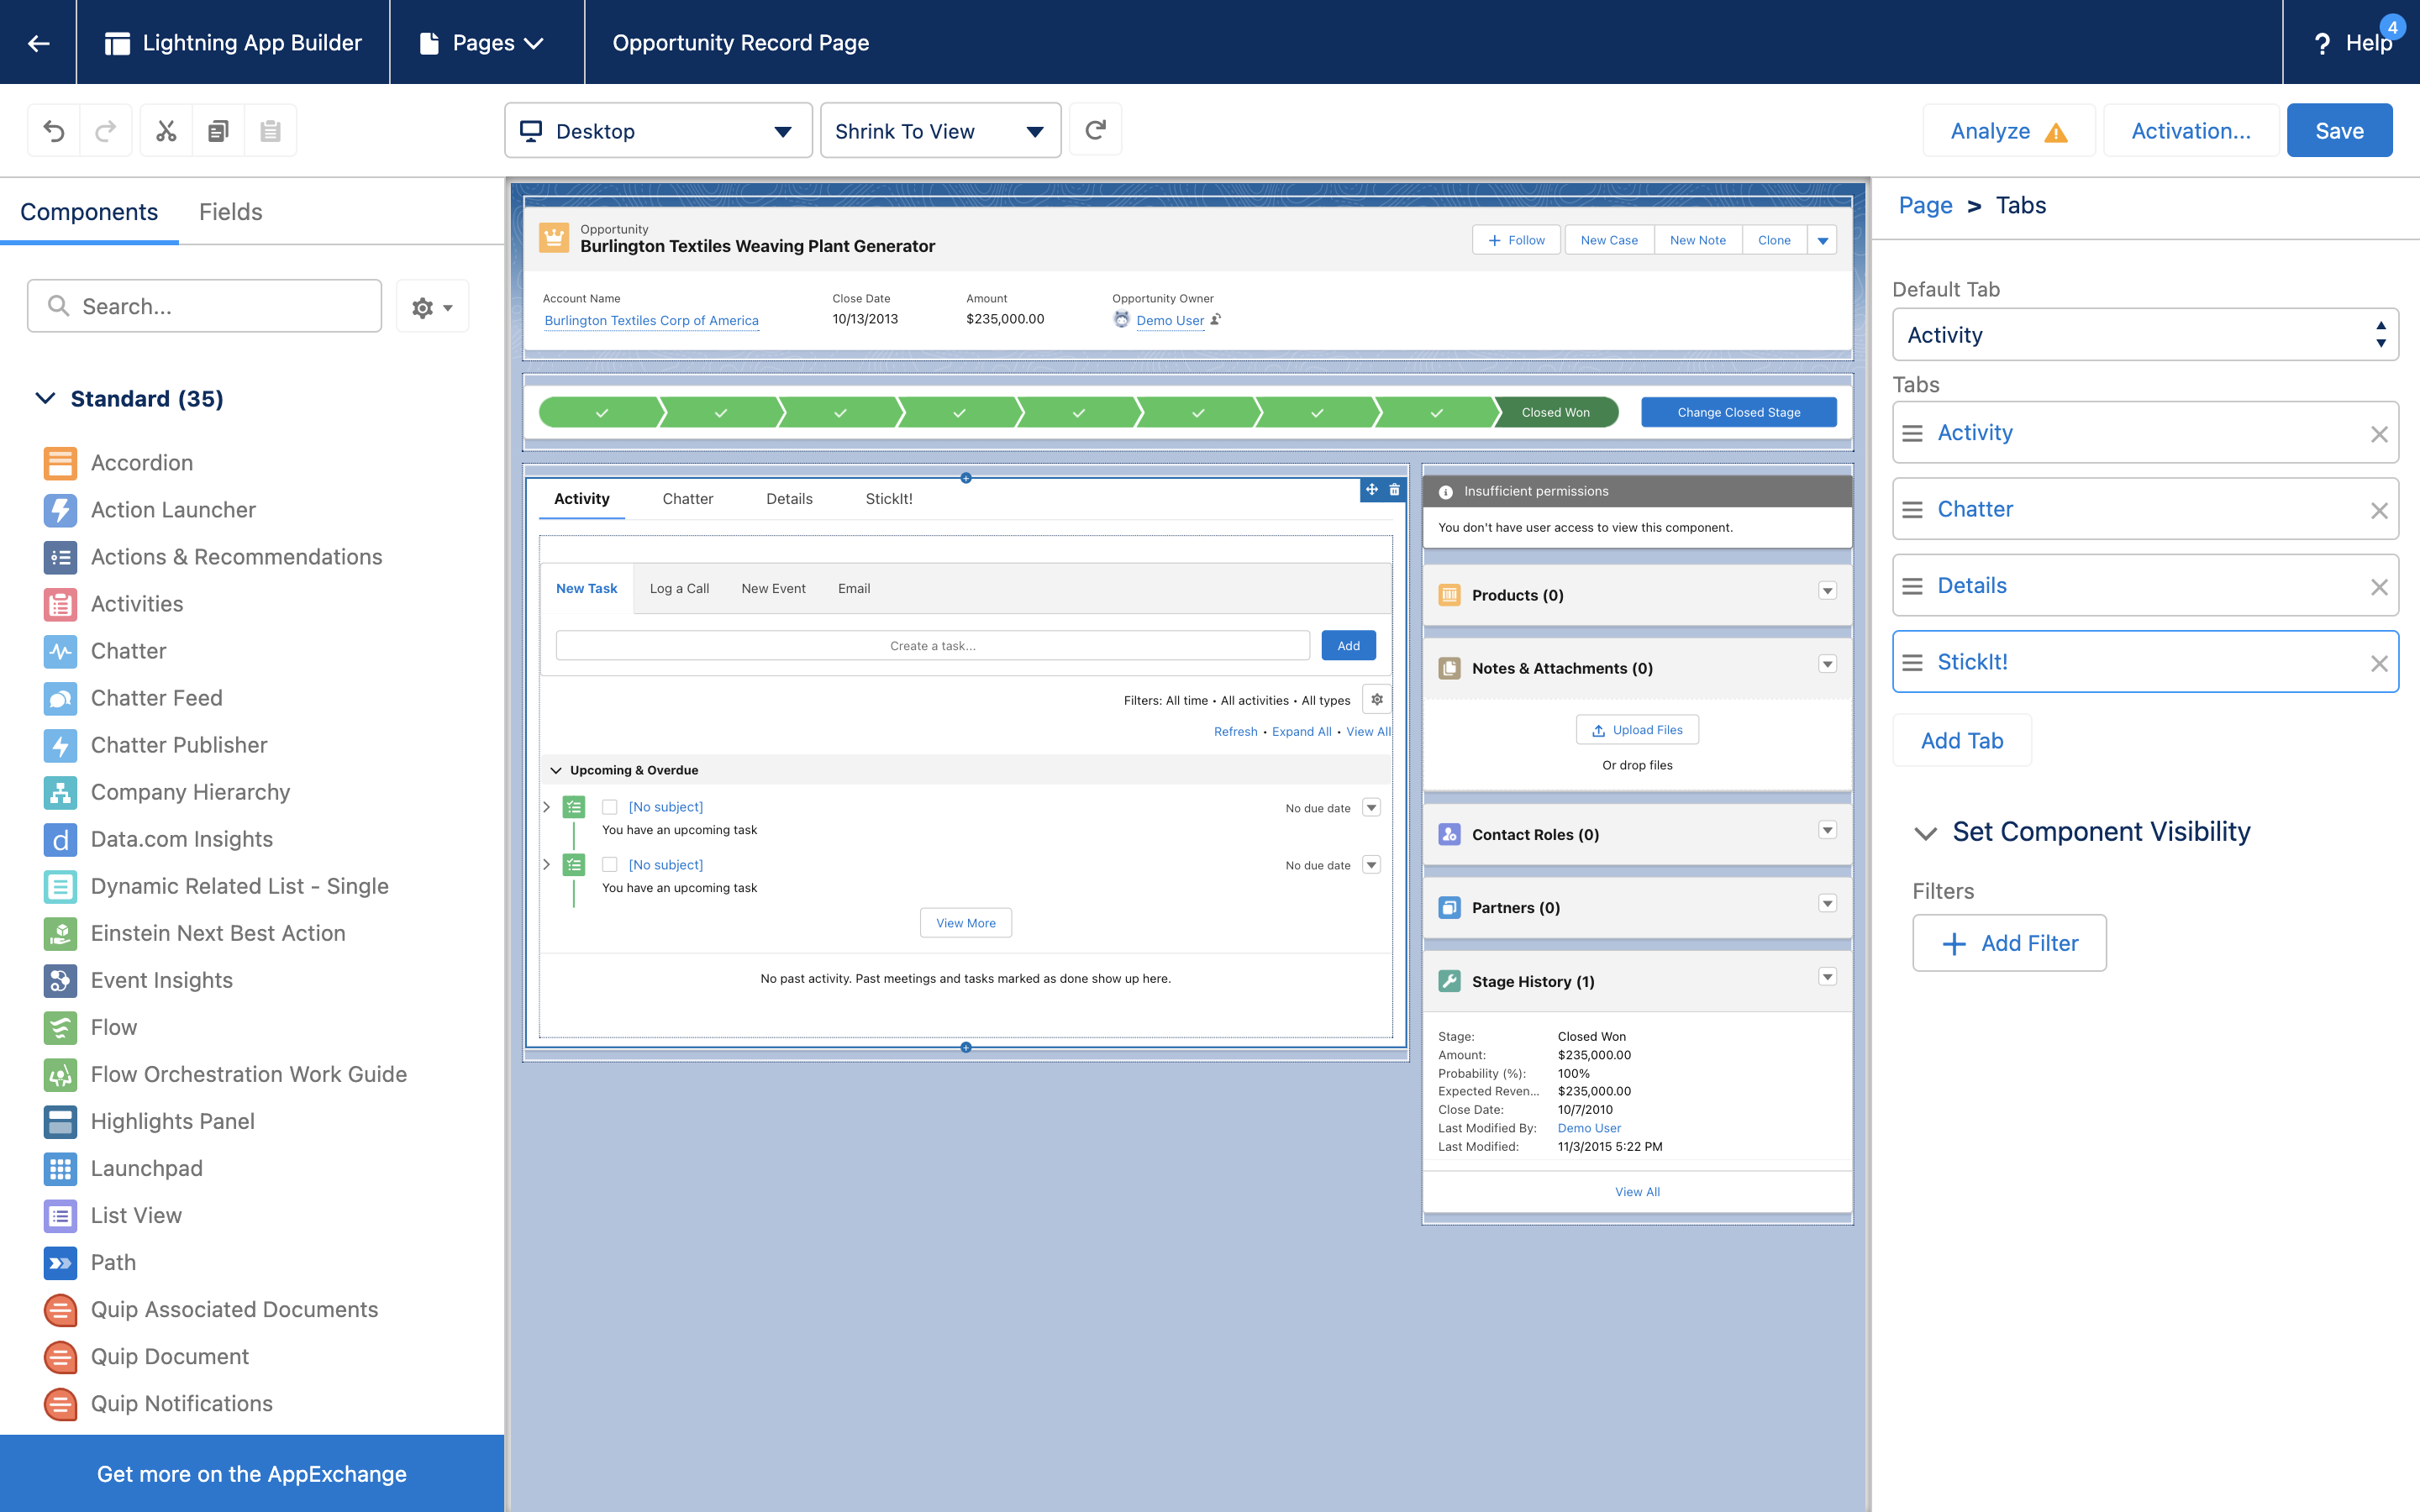 Lightning App Builder
Pages
Opportunity Record Page
? Help
4
Desktop
Shrink To View
Analyze
Activation...
Save
Components
Fields
Search...
Standard (35)
Accordion
Action Launcher
Actions & Recommendations
Activities
Chatter
Chatter Feed
Chatter Publisher
Company Hierarchy
d Data.com Insights
Dynamic Related List - Single
Einstein Next Best Action
Event Insights
Flow
Flow Orchestration Work Guide
Highlights Panel
Launchpad
List View
Path
Quip Associated Documents
Quip Document
Quip Notifications
Get more on the AppExchange
Opportunity
Burlington Textiles Weaving Plant Generator
Follow
New Case
New Note
Clone
Account Name
Burlington Textiles Corp of America
Close Date
10/13/2013
Amount
$235,000.00
Opportunity Owner
Demo User
Closed Won
Change Closed Stage
Activity
Chatter
Details
StickIt!
New Task
Log a Call
New Event
Email
Create a task...
Add
Filters: All time • All activities • All types
Refresh • Expand All • View All
Upcoming & Overdue
[No subject]
No due date
You have an upcoming task
[No subject]
No due date
You have an upcoming task
View More
No past activity. Past meetings and tasks marked as done show up here.
Insufficient permissions
You don't have user access to view this component.
Products (0)
Notes & Attachments (0)
Upload Files
Or drop files
Contact Roles (0)
Partners (0)
Stage History (1)
Stage: Closed Won
Amount: $235,000.00
Probability (%): 100%
Expected Reven... $235,000.00
Close Date: 10/7/2010
Last Modified By: Demo User
Last Modified: 11/3/2015 5:22 PM
View All
Page > Tabs
Default Tab
Activity
Tabs
Activity
Chatter
Details
StickIt!
Add Tab
Set Component Visibility
Filters
Add Filter